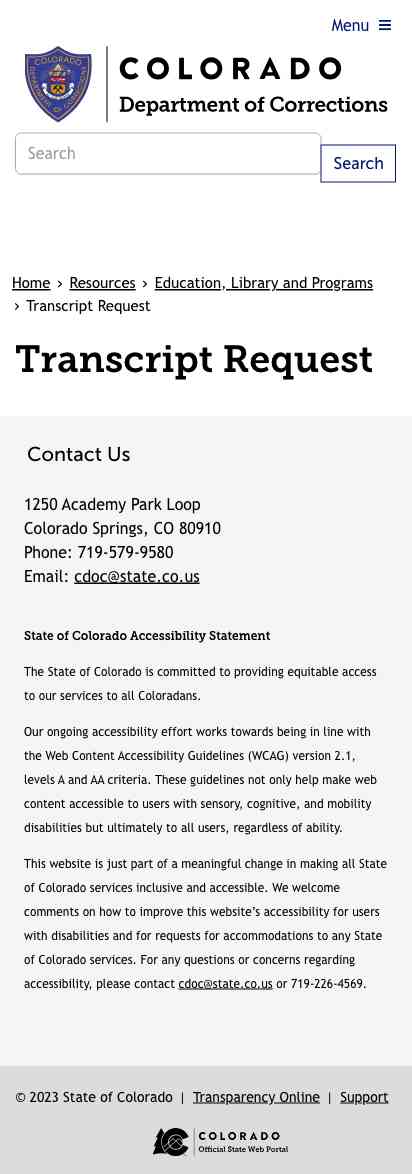 Menu
COLORADO
COLORADO
Department of Corrections
Search
Search
Home › Resources › Education, Library and Programs
› Transcript Request
Transcript Request
Contact Us
1250 Academy Park Loop
Colorado Springs, CO 80910
Phone: 719-579-9580
Email: cdoc@state.co.us
State of Colorado Accessibility Statement
The State of Colorado is committed to providing equitable access
to our services to all Coloradans.
Our ongoing accessibility effort works towards being in line with
the Web Content Accessibility Guidelines (WCAG) version 2.1,
levels A and AA criteria. These guidelines not only help make web
content accessible to users with sensory, cognitive, and mobility
disabilities but ultimately to all users, regardless of ability.
This website is just part of a meaningful change in making all State
of Colorado services inclusive and accessible. We welcome
comments on how to improve this website's accessibility for users
with disabilities and for requests for accommodations to any State
of Colorado services. For any questions or concerns regarding
accessibility, please contact cdoc@state.co.us or 719-226-4569.
© 2023 State of Colorado | Transparency Online | Support
COLORADO
Official State Web Portal